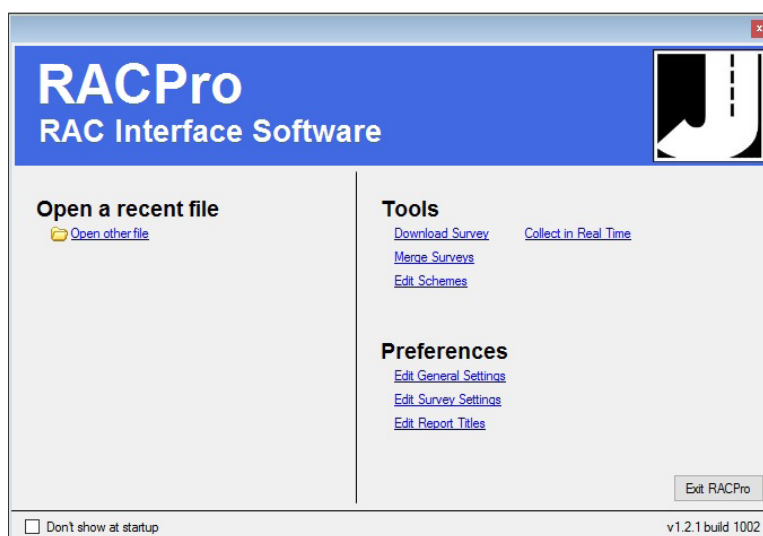 RACPro
RAC Interface Software
Open a recent file
Open other file
Tools
Download Survey
Collect in Real Time
Merge Surveys
Edit Schemes
Preferences
Edit General Settings
Edit Survey Settings
Edit Report Titles
Exit RACPro
Don't show at startup
v1.2.1 build 1002